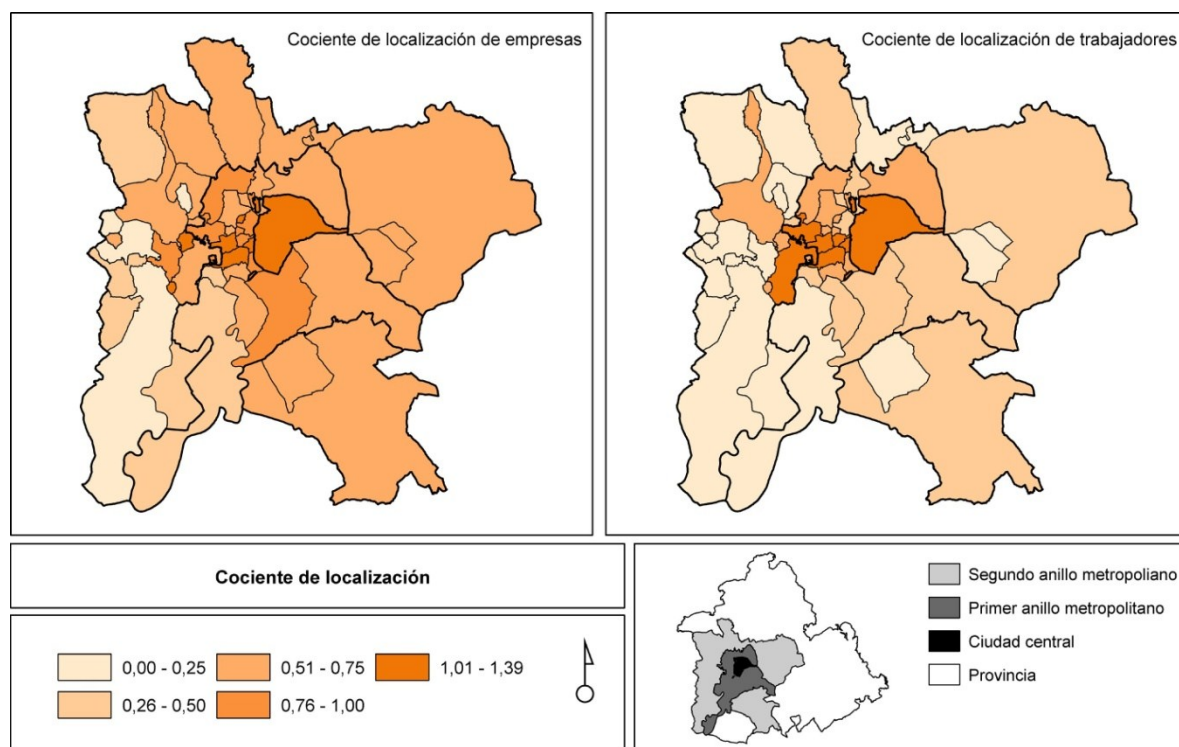 Cociente de localización de empresas
Cociente de localización de trabajadores
Cociente de localización
0,00 - 0,25
0,51 - 0,75
1,01 - 1,39
0,26 - 0,50
0,76 - 1,00
Segundo anillo metropoliano
Primer anillo metropolitano
Ciudad central
Provincia